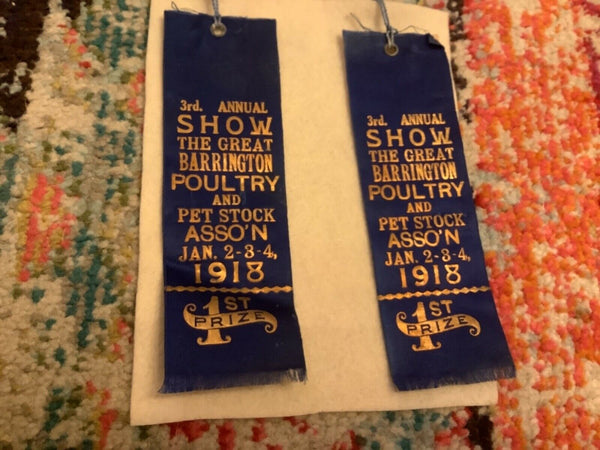 3rd. ANNUAL
SHOW
THE GREAT
BARRINGTON
POULTRY
AND
PET STOCK
ASSO'N
JAN. 2-3-4,
1918
1ST
PRIZE
3rd. ANNUAL
SHOW
THE GREAT
BARRINGTON
POULTRY
AND
PET STOCK
ASSO'N
JAN. 2-3-4,
1918
1ST
PRIZE